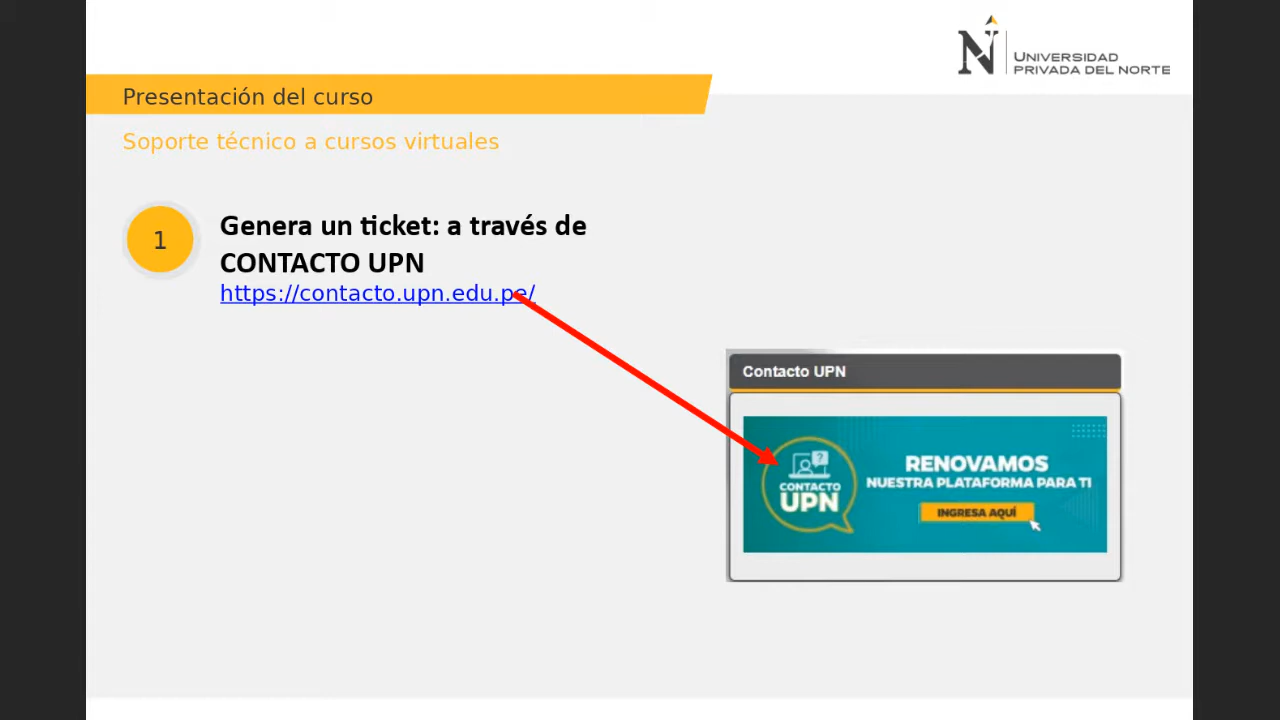 UNIVERSIDAD
PRIVADA DEL NORTE
Presentación del curso
Soporte técnico a cursos virtuales
1
Genera un ticket: a través de
CONTACTO UPN
https://contacto.upn.edu.pe/
Contacto UPN
CONTACTO
UPN
?
RENOVAMOS
NUESTRA PLATAFORMA PARA TI
INGRESA AQUÍ